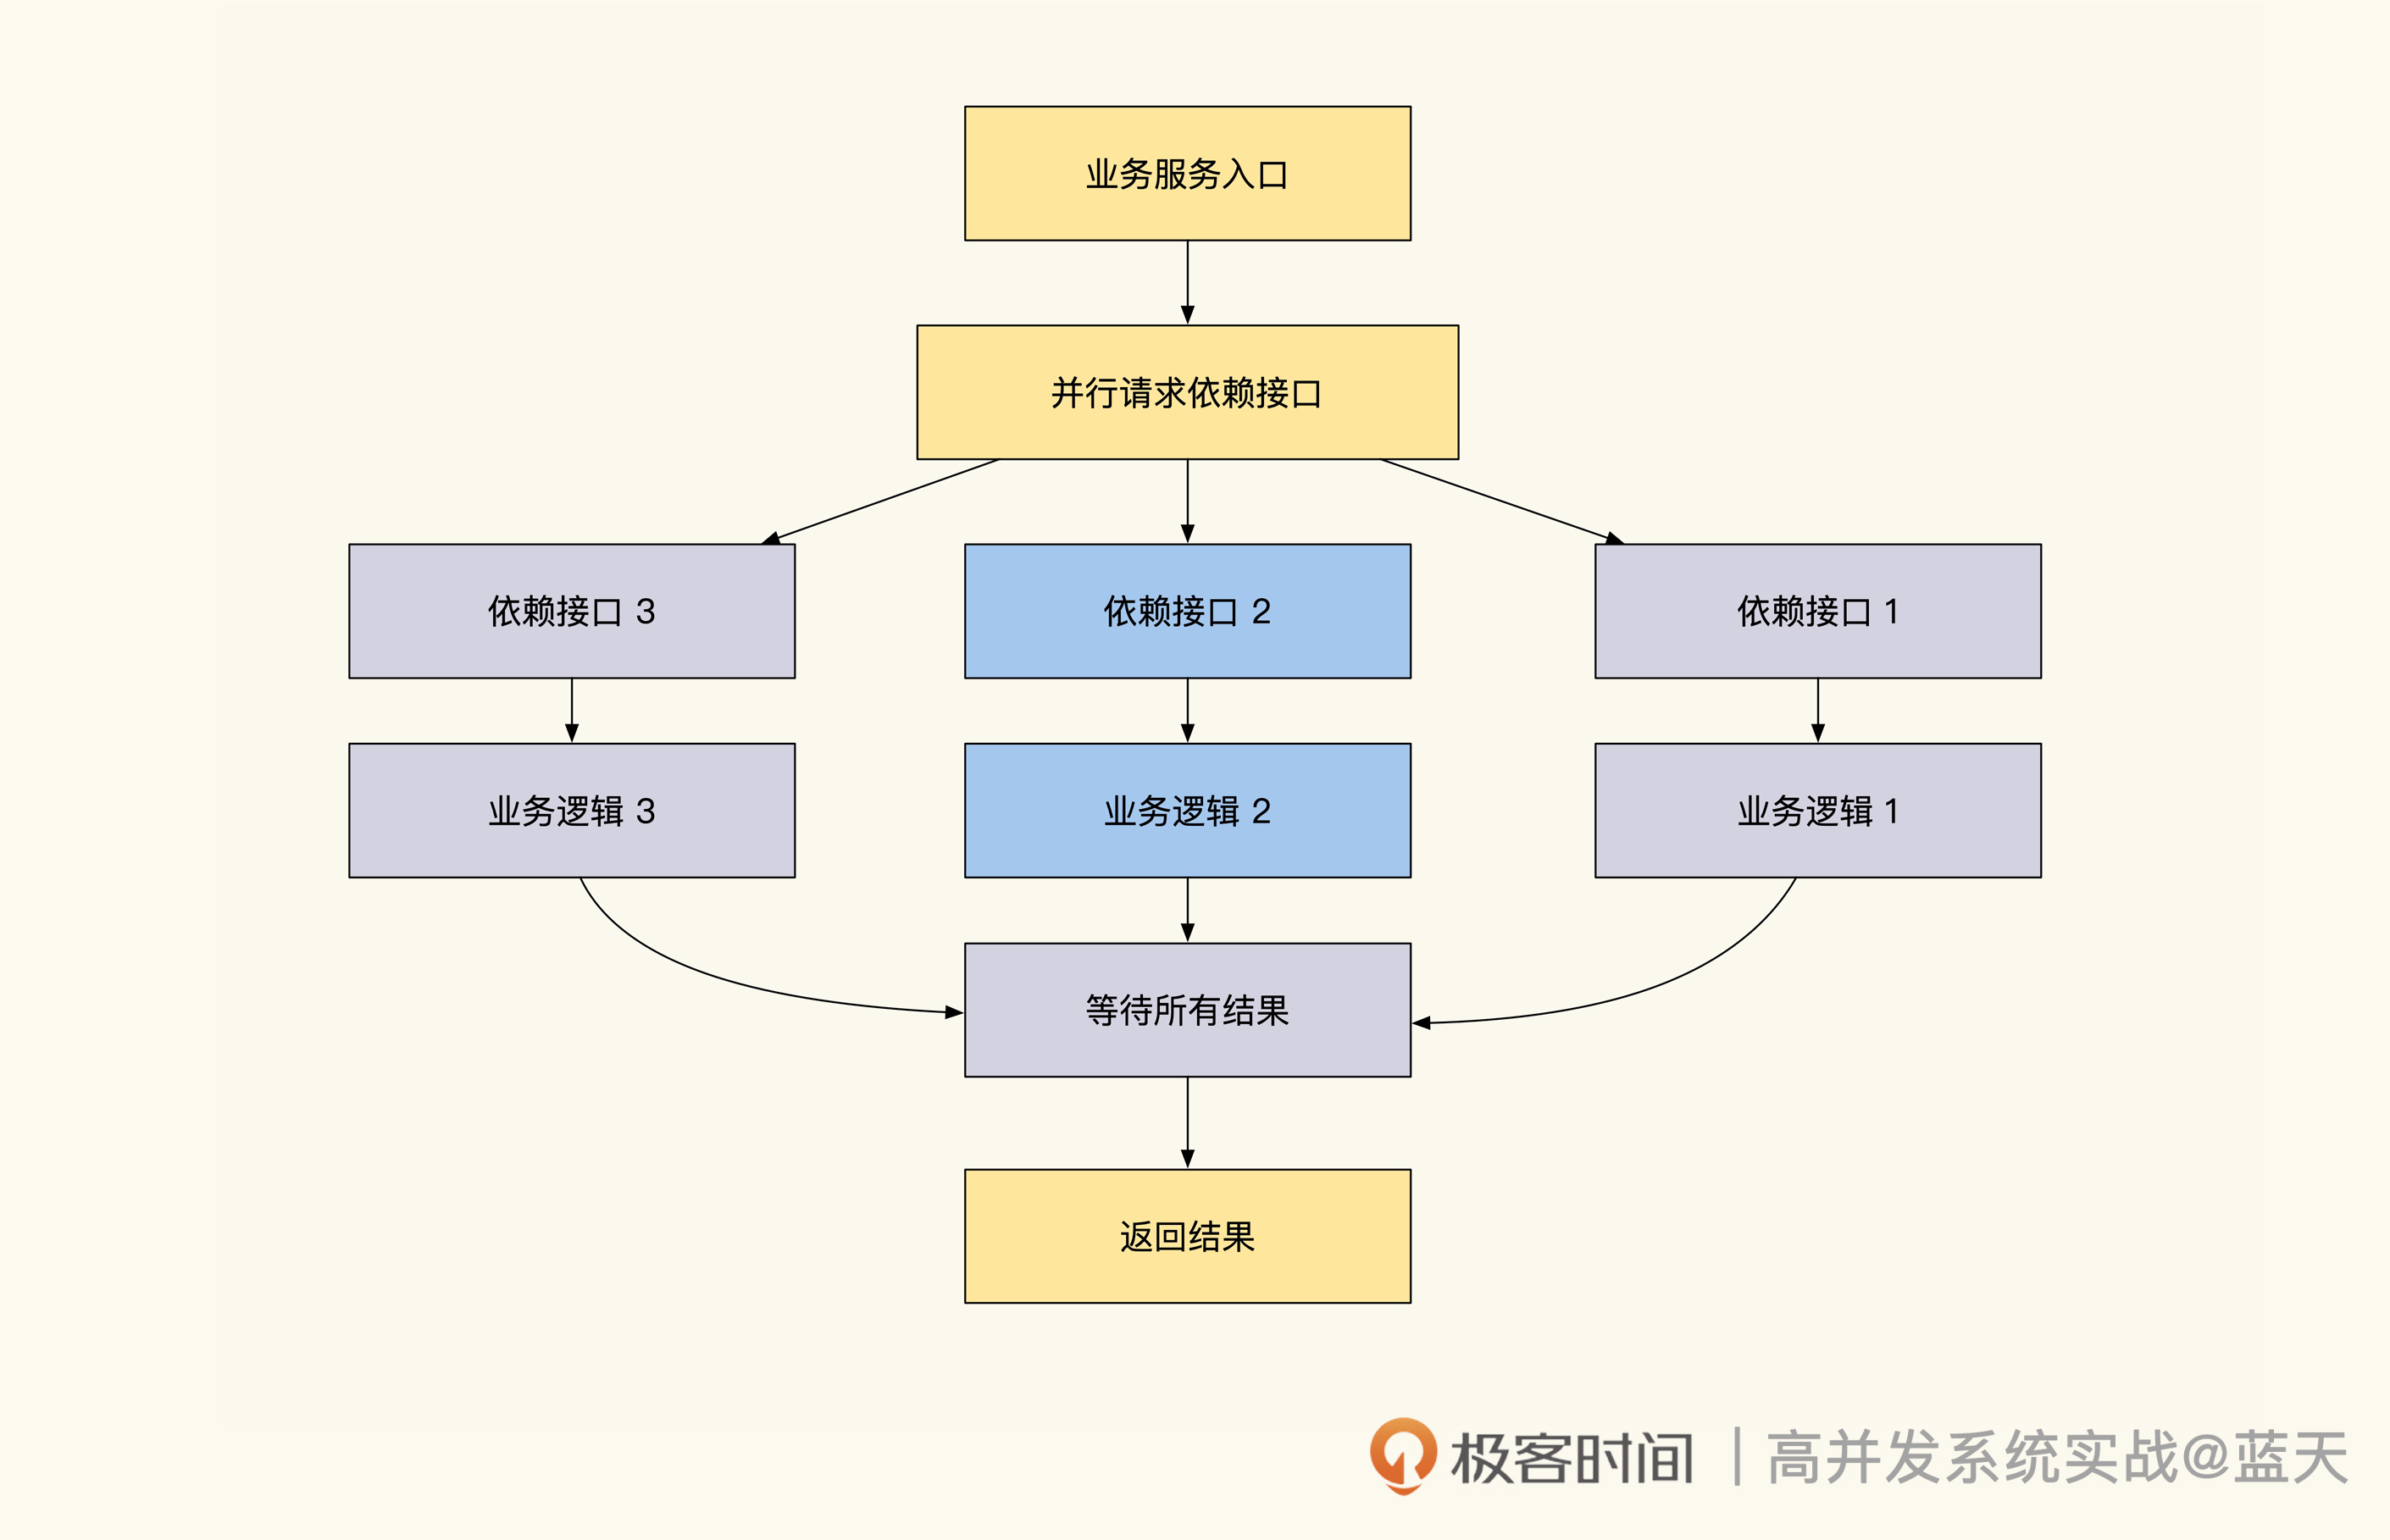 业务服务入口
并行请求依赖接口
依赖接口 3
依赖接口 2
依赖接口 1
业务逻辑 3
业务逻辑 2
业务逻辑 1
等待所有结果
返回结果
极客时间 | 高并发系统实战@蓝天